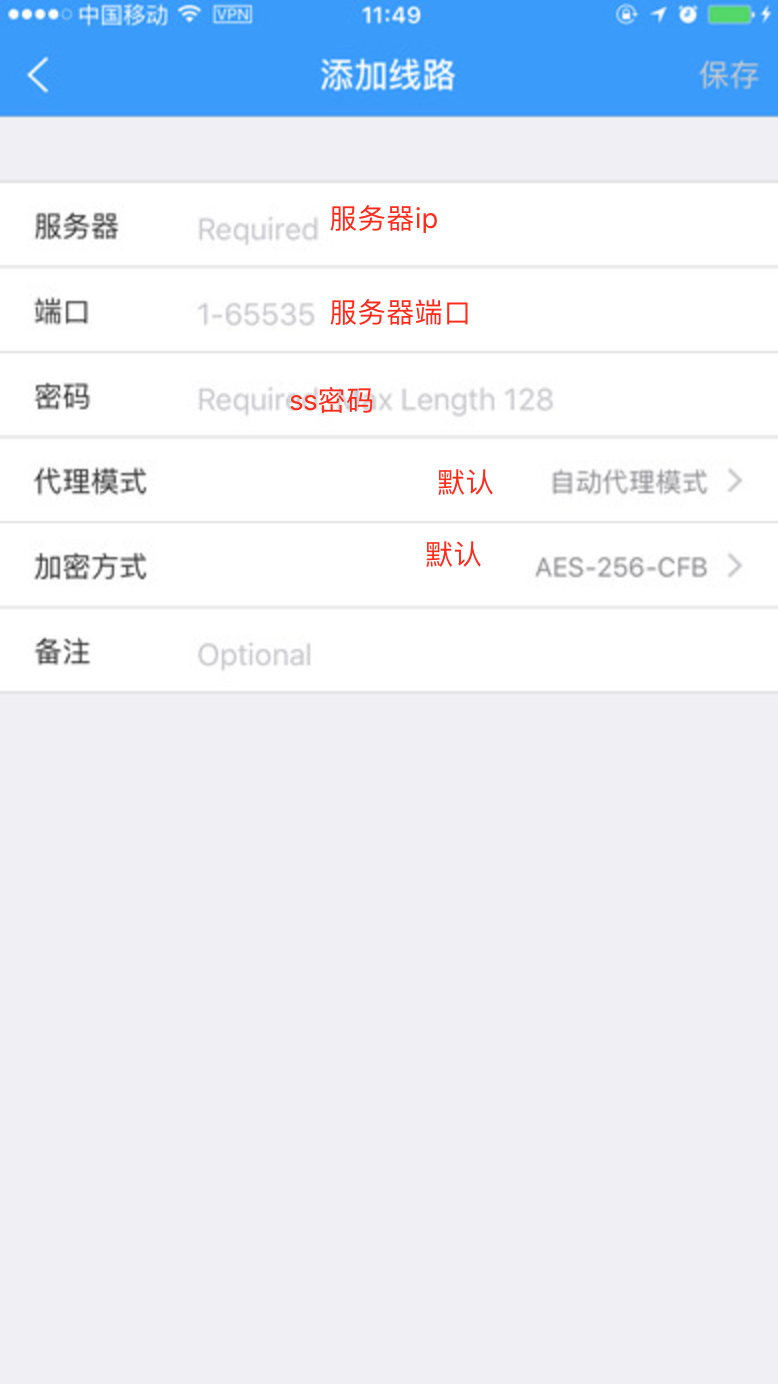 中国移动 VPN 11:49
添加线路 保存
服务器 Required 服务器ip
端口 1-65535 服务器端口
密码 Required Max Length 128 ss密码
代理模式 默认 自动代理模式
加密方式 默认 AES-256-CFB
备注 Optional